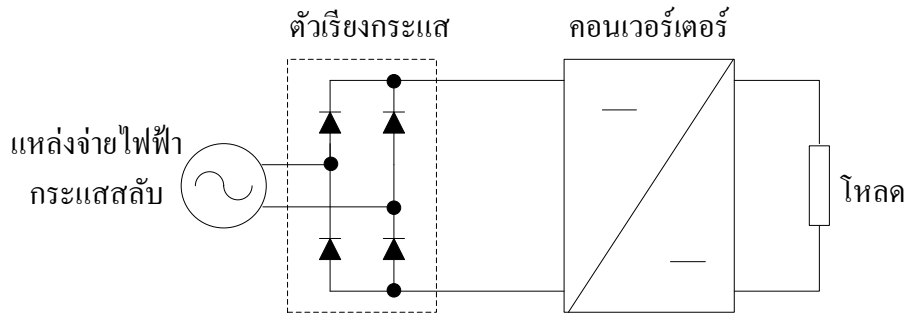 ตัวเรียงกระแส
คอนเวอร์เตอร์
แหล่งจ่ายไฟฟ้า
กระแสสลับ
โหลด